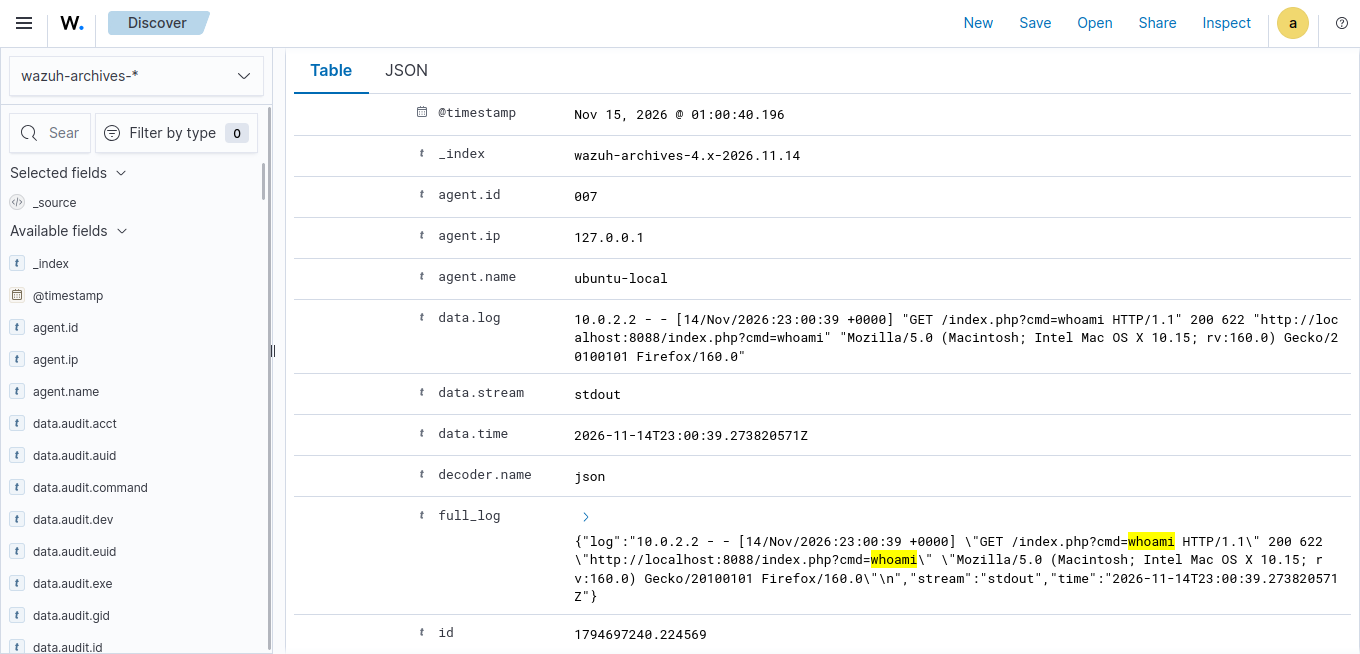 W. Discover New Save Open Share Inspect a
wazuh-archives-*
Sear Filter by type 0
Selected fields
_source
Available fields
_index
@timestamp
agent.id
agent.ip
agent.name
data.audit.acct
data.audit.auid
data.audit.command
data.audit.dev
data.audit.euid
data.audit.exe
data.audit.gid
data.audit.id
Table JSON
@timestamp Nov 15, 2026 @ 01:00:40.196
t _index wazuh-archives-4.x-2026.11.14
t agent.id 007
t agent.ip 127.0.0.1
t agent.name ubuntu-local
t data.log 10.0.2.2 - - [14/Nov/2026:23:00:39 +0000] "GET /index.php?cmd=whoami HTTP/1.1" 200 622 "http://loc
alhost:8088/index.php?cmd=whoami" "Mozilla/5.0 (Macintosh; Intel Mac OS X 10.15; rv:160.0) Gecko/2
0100101 Firefox/160.0"
t data.stream stdout
t data.time 2026-11-14T23:00:39.273820571Z
t decoder.name json
t full_log
{"log":"10.0.2.2 - - [14/Nov/2026:23:00:39 +0000] \"GET /index.php?cmd=whoami HTTP/1.1\" 200 622
\"http://localhost:8088/index.php?cmd=whoami\" \"Mozilla/5.0 (Macintosh; Intel Mac OS X 10.15; r
v:160.0) Gecko/20100101 Firefox/160.0\"\n","stream":"stdout","time":"2026-11-14T23:00:39.273820571
Z"}
t id 1794697240.224569